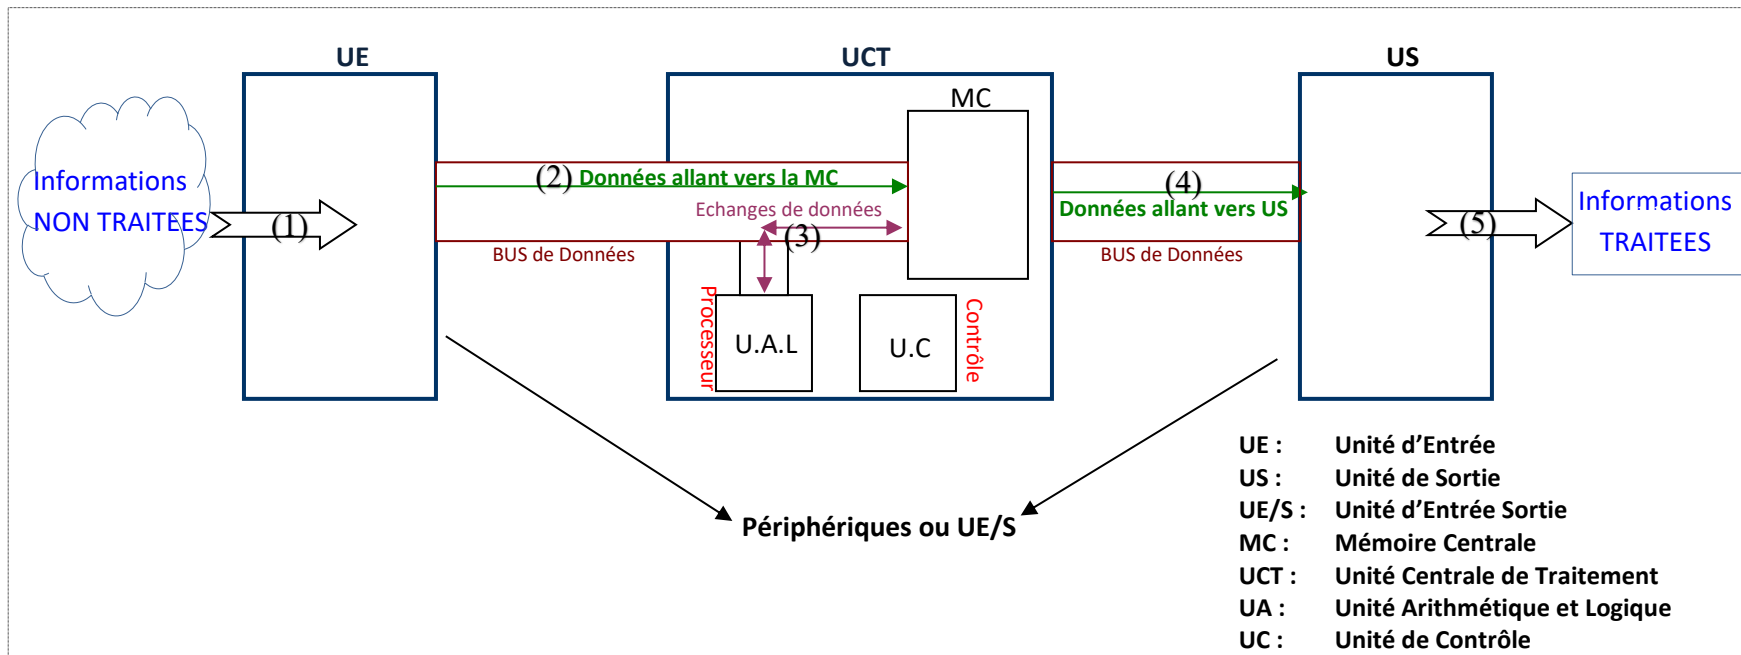 UE
UCT
US
MC
Informations
NON TRAITEES
(1)
(2) Données allant vers la MC
Echanges de données
(3)
BUS de Données
Processeur
U.A.L
U.C
Contrôle
(4)
Données allant vers US
BUS de Données
(5)
Informations
TRAITEES
Périphériques ou UE/S
UE : Unité d’Entrée
US : Unité de Sortie
UE/S : Unité d’Entrée Sortie
MC : Mémoire Centrale
UCT : Unité Centrale de Traitement
UA : Unité Arithmétique et Logique
UC : Unité de Contrôle